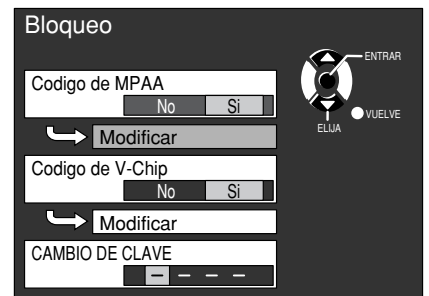 Bloqueo
ENTRAR
VUELVE
ELIJA
Codigo de MPAA
No Si
Modificar
Codigo de V-Chip
No Si
Modificar
CAMBIO DE CLAVE
– – – –